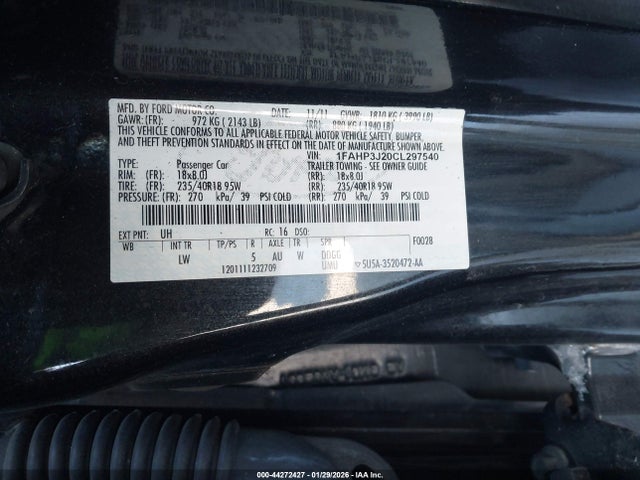 MFD. BY FORD MOTOR CO. DATE: 11/11 GVWR: 1810 KG / 3990 LB)
GAWR: (FR): 972 KG ( 2143 LB) (RR): 880 KG ( 1940 LB)
THIS VEHICLE CONFORMS TO ALL APPLICABLE FEDERAL MOTOR VEHICLE SAFETY, BUMPER,
AND THEFT PREVENTION STANDARDS IN EFFECT ON THE DATE OF MANUFACTURE SHOWN ABOVE.
VIN: 1FAHP3J20CL297540
TYPE: Passenger Car TRAILER TOWING - SEE OWNER GUIDE
RIM: (FR): 18x8.0J (RR): 18x8.0J
TIRE: (FR): 235/40R18 95W (RR): 235/40R18 95W
PRESSURE: (FR): 270 kPa/ 39 PSI COLD (RR): 270 kPa/ 39 PSI COLD
EXT PNT: UH RC: 16 DSO: F0028
WB INT TR TP/PS R AXLE TR SPR
LW 5 AU W DDGG
1201111232709 UMU 5U5A-3520472-AA
000-44272427 - 01/29/2026 - IAAI.com